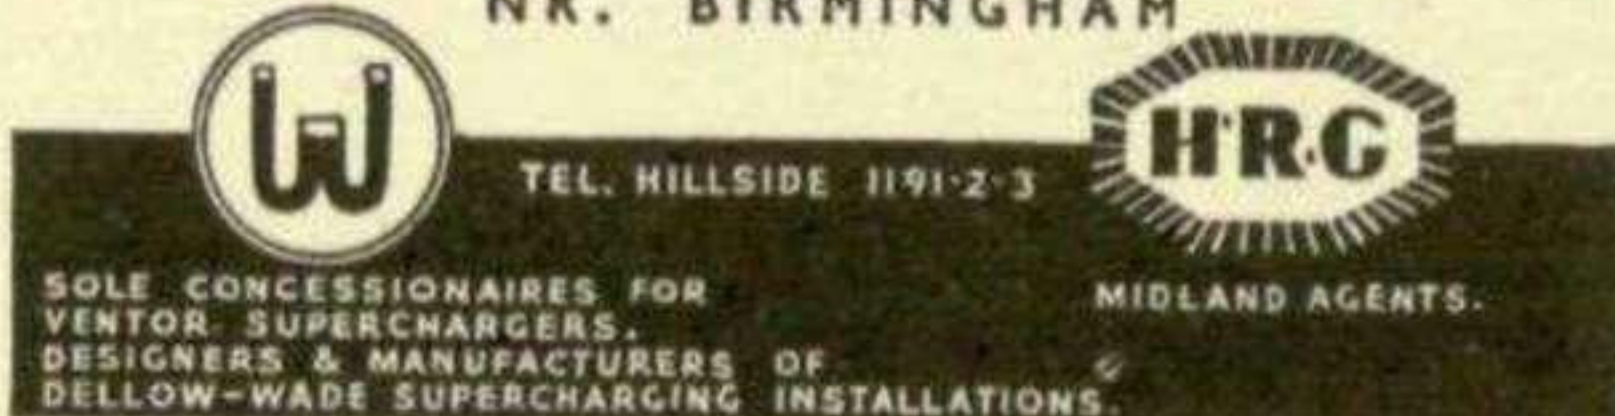 NR. BIRMINGHAM
W
H·R·G
TEL. HILLSIDE 1191·2·3
SOLE CONCESSIONAIRES FOR
VENTOR SUPERCHARGERS.
DESIGNERS & MANUFACTURERS OF
DELLOW-WADE SUPERCHARGING INSTALLATIONS.
MIDLAND AGENTS.